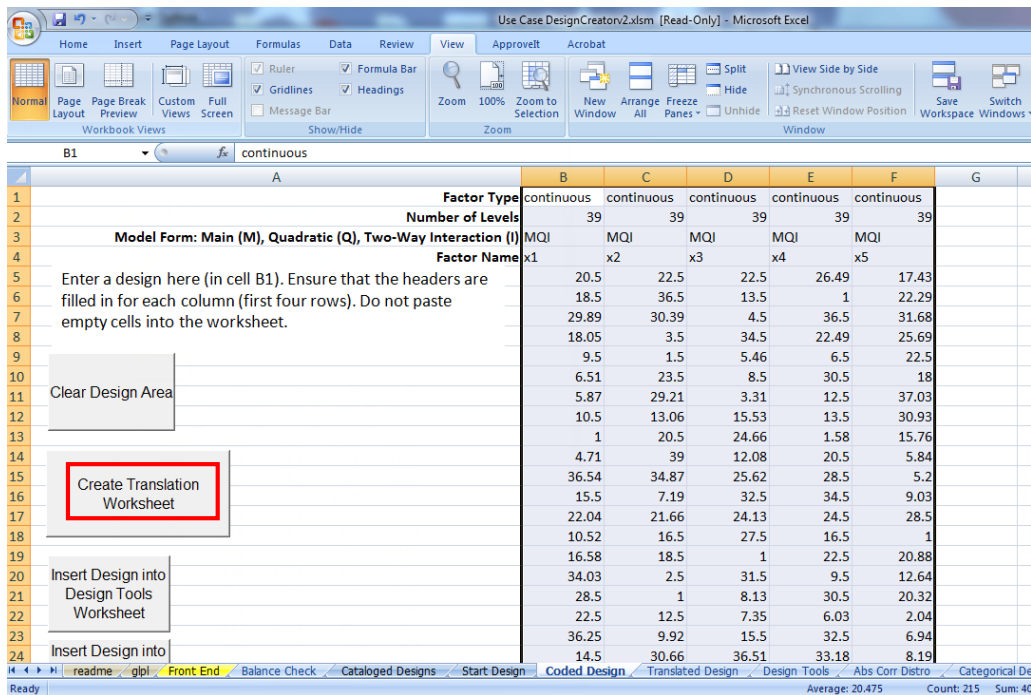 Use Case DesignCreatorv2.xlsm [Read-Only] - Microsoft Excel
Home Insert Page Layout Formulas Data Review View ApproveIt Acrobat
Normal Page Layout Page Break Preview Custom Views Full Screen
Workbook Views
Ruler Formula Bar
Gridlines Headings
Message Bar
Show/Hide
Zoom 100% Zoom to Selection
Zoom
New Window Arrange All Freeze Panes
Split View Side by Side
Hide Synchronous Scrolling
Unhide Reset Window Position
Save Workspace Switch Windows
Window
B1 fx continuous
A B C D E F G
1 Factor Type continuous continuous continuous continuous continuous
2 Number of Levels 39 39 39 39 39
3 Model Form: Main (M), Quadratic (Q), Two-Way Interaction (I) MQI MQI MQI MQI MQI
4 Factor Name x1 x2 x3 x4 x5
Enter a design here (in cell B1). Ensure that the headers are
filled in for each column (first four rows). Do not paste
empty cells into the worksheet.
Clear Design Area
Create Translation
Worksheet
Insert Design into
Design Tools
Worksheet
Insert Design into
5 20.5 22.5 22.5 26.49 17.43
6 18.5 36.5 13.5 1 22.29
7 29.89 30.39 4.5 36.5 31.68
8 18.05 3.5 34.5 22.49 25.69
9 9.5 1.5 5.46 6.5 22.5
10 6.51 23.5 8.5 30.5 18
11 5.87 29.21 3.31 12.5 37.03
12 10.5 13.06 15.53 13.5 30.93
13 1 20.5 24.66 1.58 15.76
14 4.71 39 12.08 20.5 5.84
15 36.54 34.87 25.62 28.5 5.2
16 15.5 7.19 32.5 34.5 9.03
17 22.04 21.66 24.13 24.5 28.5
18 10.52 16.5 27.5 16.5 1
19 16.58 18.5 1 22.5 20.88
20 34.03 2.5 31.5 9.5 12.64
21 28.5 1 8.13 30.5 20.32
22 22.5 12.5 7.35 6.03 2.04
23 36.25 9.92 15.5 32.5 6.94
24 14.5 30.66 36.51 33.18 8.19
readme glpl Front End Balance Check Cataloged Designs Start Design Coded Design Translated Design Design Tools Abs Corr Distro Categorical D
Ready Average: 20.475 Count: 215 Sum: 40